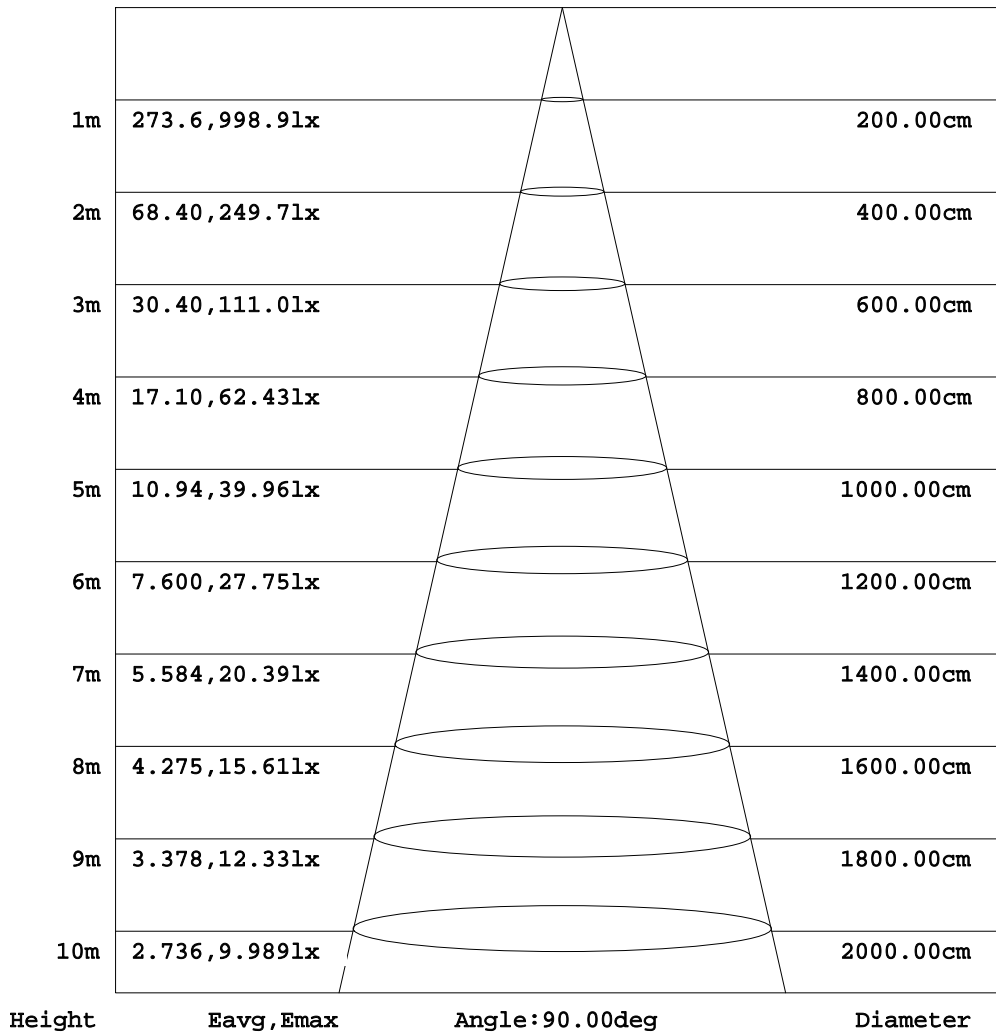 1m 273.6,998.9lx 200.00cm
2m 68.40,249.7lx 400.00cm
3m 30.40,111.0lx 600.00cm
4m 17.10,62.43lx 800.00cm
5m 10.94,39.96lx 1000.00cm
6m 7.600,27.75lx 1200.00cm
7m 5.584,20.39lx 1400.00cm
8m 4.275,15.61lx 1600.00cm
9m 3.378,12.33lx 1800.00cm
10m 2.736,9.989lx 2000.00cm
Height Eavg,Emax Angle:90.00deg Diameter